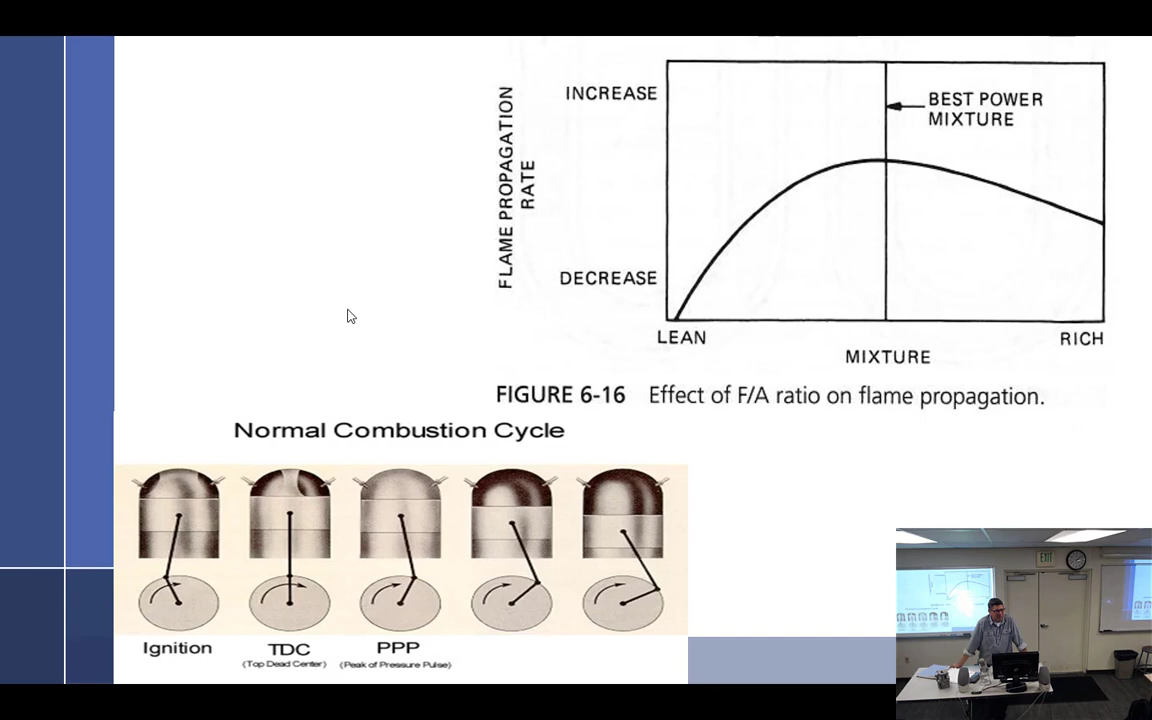 INCREASE
BEST POWER
MIXTURE
FLAME PROPAGATION
RATE
DECREASE
LEAN
RICH
MIXTURE
FIGURE 6-16 Effect of F/A ratio on flame propagation.
Normal Combustion Cycle
EXIT
Ignition
TDC
PPP
(Top Dead Center)
(Peak of Pressure Pulse)